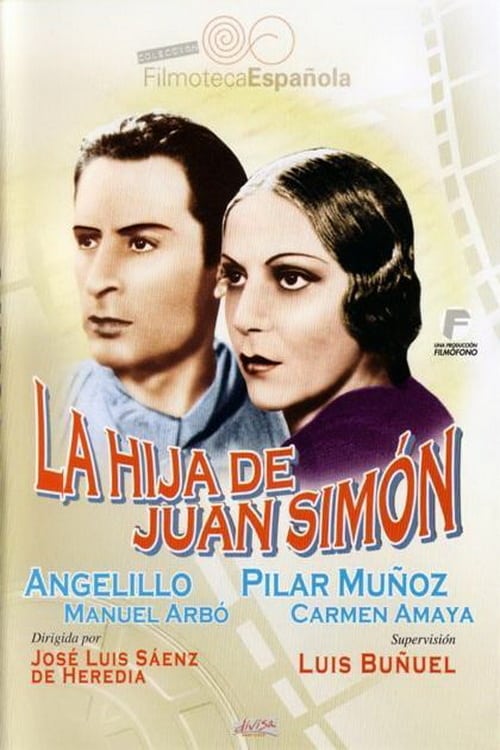 COLECCIÓN
FilmotecaEspañola
F
UNA PRODUCCIÓN
FILMÓFONO
LA HIJA DE
JUAN SIMÓN
ANGELILLO PILAR MUÑOZ
MANUEL ARBÓ CARMEN AMAYA
Dirigida por Supervisión
JOSÉ LUIS SÁENZ
DE HEREDIA
LUIS BUÑUEL
divisa